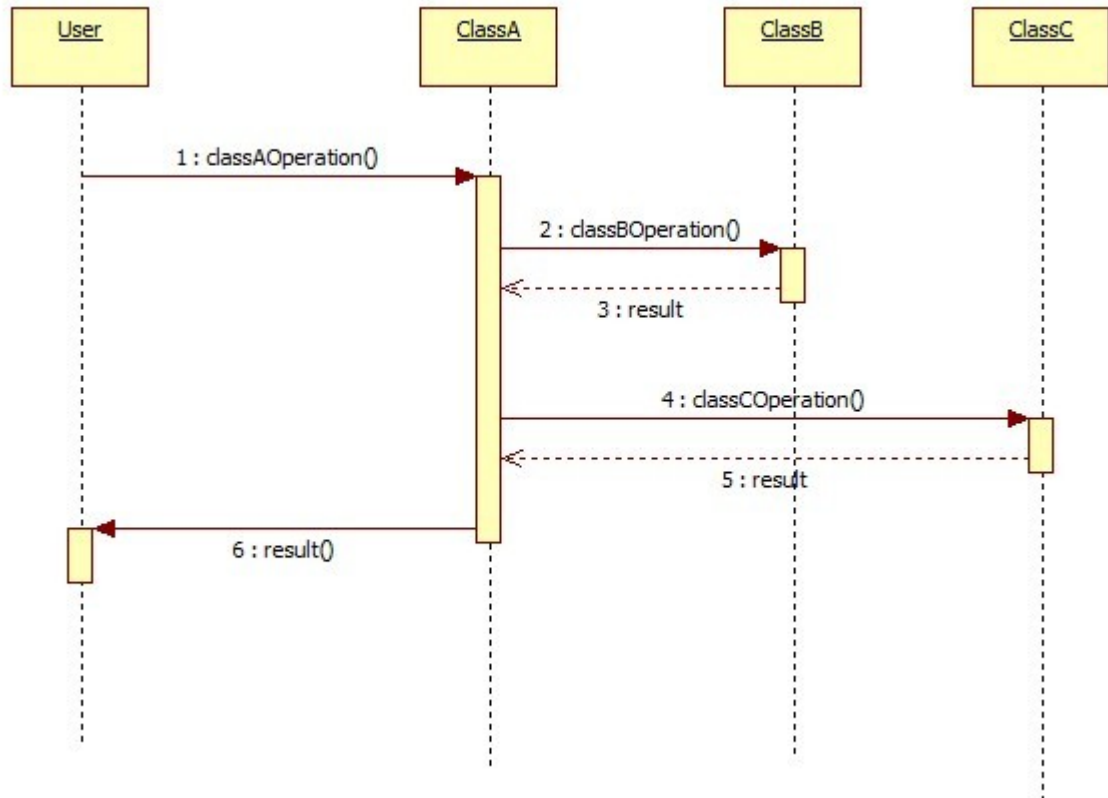 User
ClassA
ClassB
ClassC
1 : classAOperation()
2 : classBOperation()
3 : result
4 : classCOperation()
5 : result
6 : result()